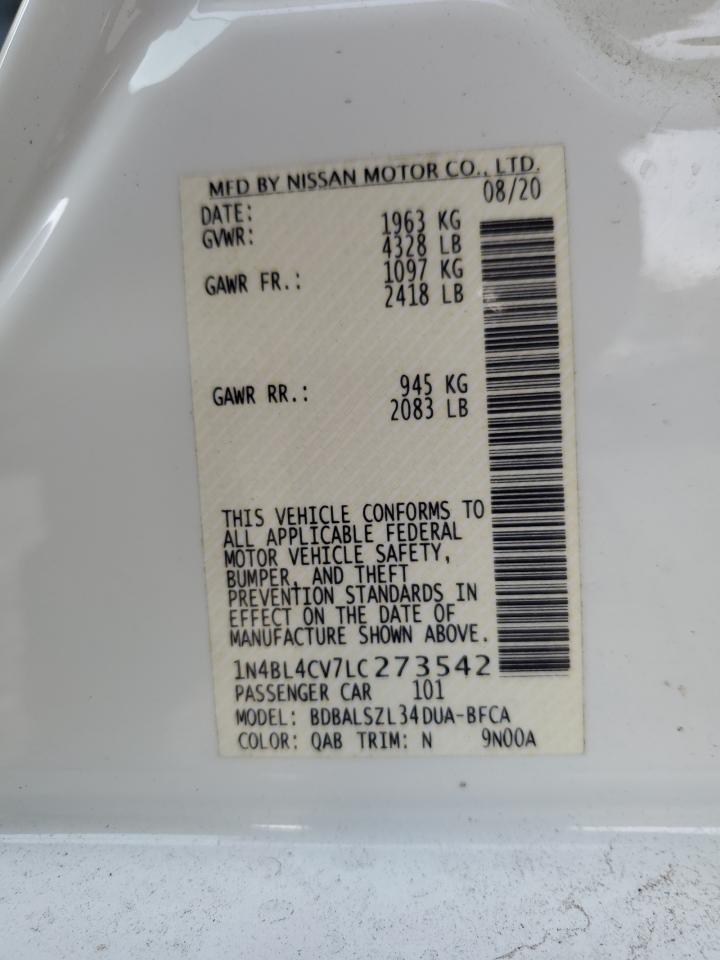 MFD BY NISSAN MOTOR CO., LTD.
DATE: 08/20
GVWR: 1963 KG
4328 LB
GAWR FR.: 1097 KG
2418 LB
GAWR RR.: 945 KG
2083 LB
THIS VEHICLE CONFORMS TO
ALL APPLICABLE FEDERAL
MOTOR VEHICLE SAFETY,
BUMPER, AND THEFT
PREVENTION STANDARDS IN
EFFECT ON THE DATE OF
MANUFACTURE SHOWN ABOVE.
1N4BL4CV7LC273542
PASSENGER CAR 101
MODEL: BDBALSZL34DUA-BFCA
COLOR: QAB TRIM: N 9N00A